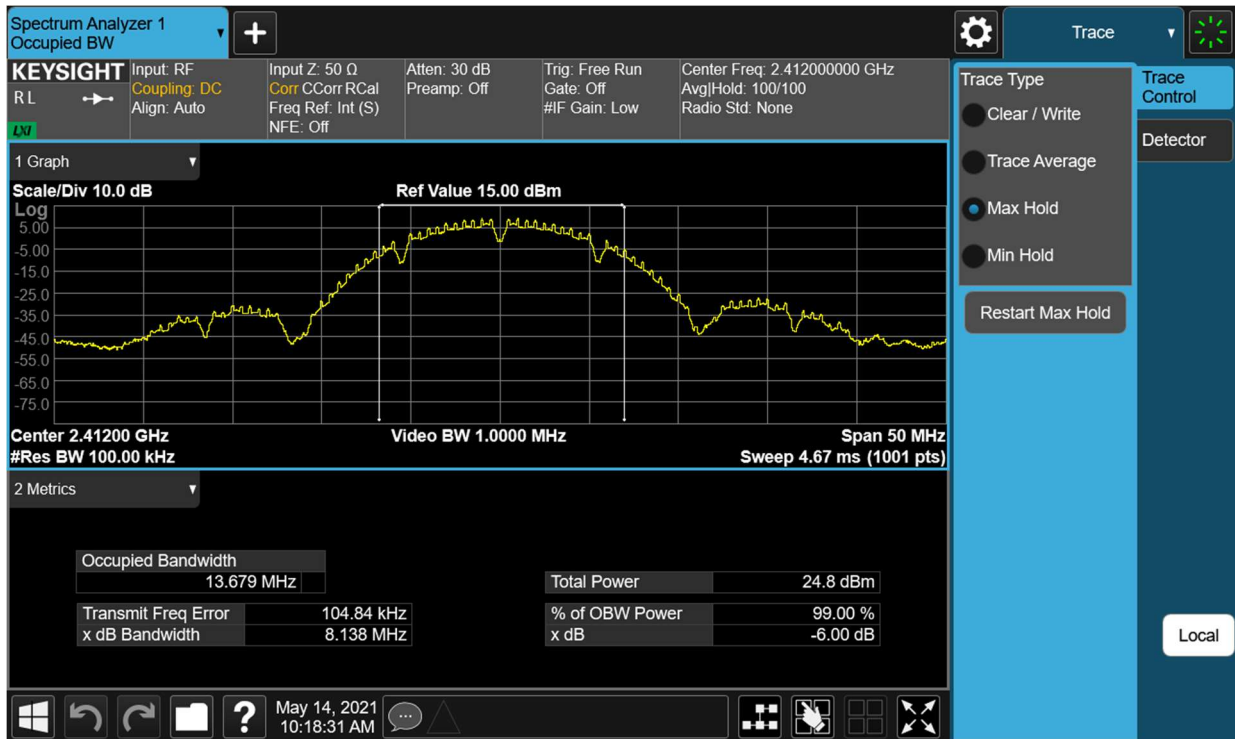 Spectrum Analyzer 1
Occupied BW
Trace
KEYSIGHT
R L
LXI
Input: RF
Coupling: DC
Align: Auto
Input Z: 50 Ω
Corr CCorr RCal
Freq Ref: Int (S)
NFE: Off
Atten: 30 dB
Preamp: Off
Trig: Free Run
Gate: Off
#IF Gain: Low
Center Freq: 2.412000000 GHz
Avg|Hold: 100/100
Radio Std: None
1 Graph
Scale/Div 10.0 dB
Ref Value 15.00 dBm
Log
5.00
-5.00
-15.0
-25.0
-35.0
-45.0
-55.0
-65.0
-75.0
Center 2.41200 GHz
Video BW 1.0000 MHz
Span 50 MHz
#Res BW 100.00 kHz
Sweep 4.67 ms (1001 pts)
2 Metrics
Occupied Bandwidth
13.679 MHz
Total Power 24.8 dBm
Transmit Freq Error 104.84 kHz
% of OBW Power 99.00 %
x dB Bandwidth 8.138 MHz
x dB -6.00 dB
?
May 14, 2021
10:18:31 AM
Trace Type
Clear / Write
Trace Average
Max Hold
Min Hold
Restart Max Hold
Trace
Control
Detector
Local